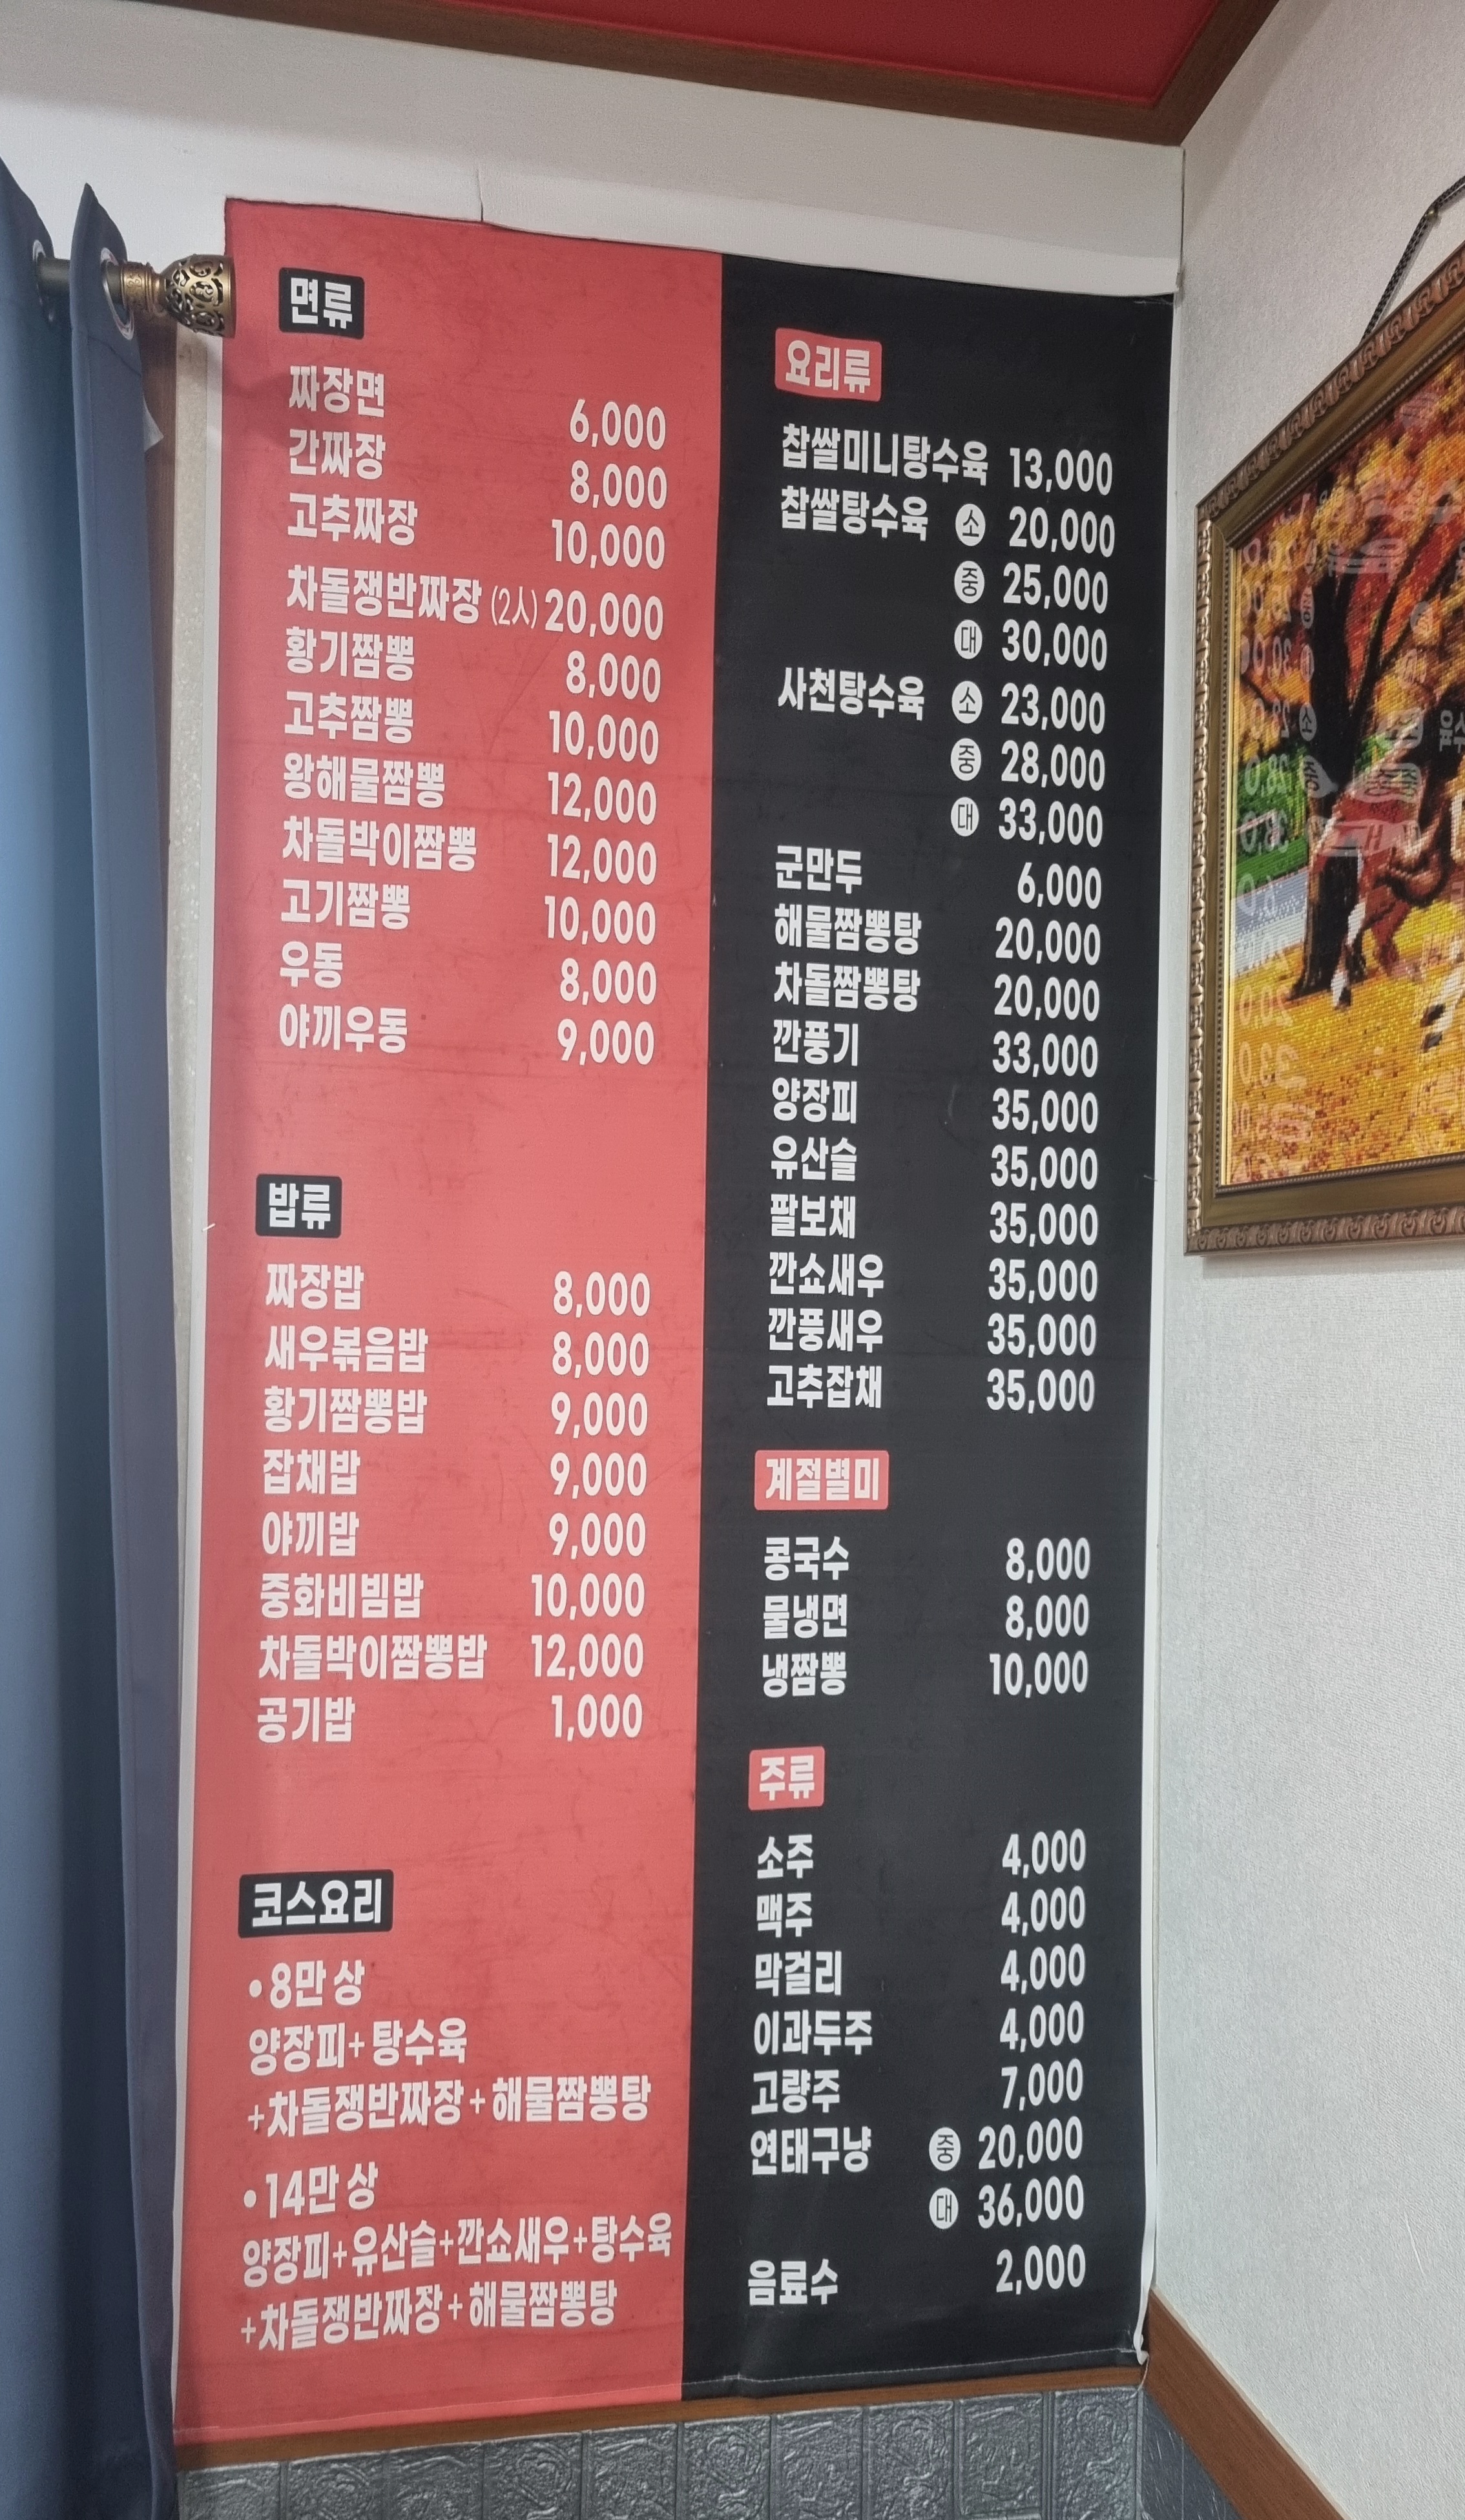 면류
짜장면 6,000
간짜장 8,000
고추짜장 10,000
차돌쟁반짜장 (2人) 20,000
황기짬뽕 8,000
고추짬뽕 10,000
왕해물짬뽕 12,000
차돌박이짬뽕 12,000
고기짬뽕 10,000
우동 8,000
야끼우동 9,000
밥류
짜장밥 8,000
새우볶음밥 8,000
황기짬뽕밥 9,000
잡채밥 9,000
야끼밥 9,000
중화비빔밥 10,000
차돌박이짬뽕밥 12,000
공기밥 1,000
코스요리
•8만 상
양장피+탕수육
+차돌쟁반짜장+해물짬뽕탕
•14만 상
양장피+유산슬+깐쇼새우+탕수육
+차돌쟁반짜장+해물짬뽕탕
요리류
찹쌀미니탕수육 13,000
찹쌀탕수육 소 20,000
중 25,000
대 30,000
사천탕수육 소 23,000
중 28,000
대 33,000
군만두 6,000
해물짬뽕탕 20,000
차돌짬뽕탕 20,000
깐풍기 33,000
양장피 35,000
유산슬 35,000
팔보채 35,000
깐쇼새우 35,000
깐풍새우 35,000
고추잡채 35,000
계절별미
콩국수 8,000
물냉면 8,000
냉짬뽕 10,000
주류
소주 4,000
맥주 4,000
막걸리 4,000
이과두주 4,000
고량주 7,000
연태구냥 중 20,000
대 36,000
음료수 2,000